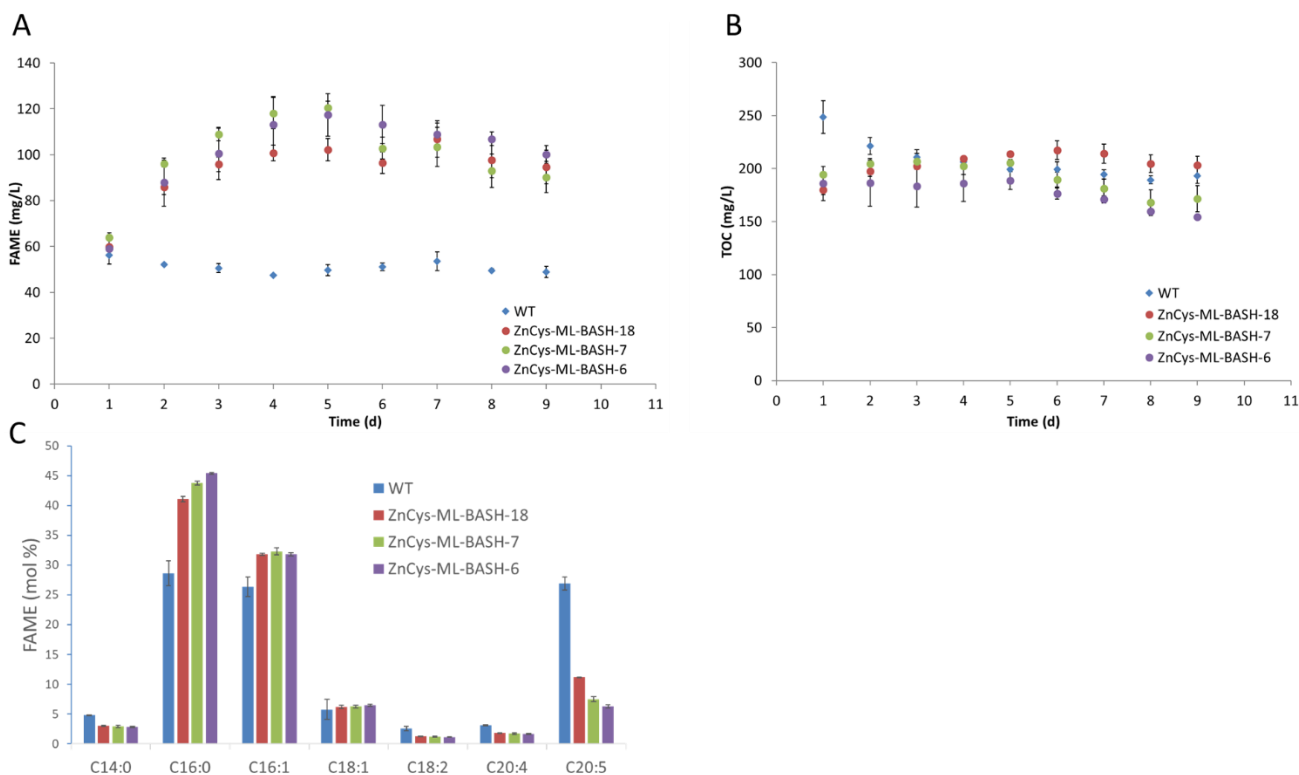 A
FAME (mg/L)
140
120
100
80
60
40
20
0
0 1 2 3 4 5 6 7 8 9 10 11
Time (d)
WT
ZnCys-ML-BASH-18
ZnCys-ML-BASH-7
ZnCys-ML-BASH-6
B
TOC (mg/L)
300
250
200
150
100
50
0
0 1 2 3 4 5 6 7 8 9 10 11
Time (d)
WT
ZnCys-ML-BASH-18
ZnCys-ML-BASH-7
ZnCys-ML-BASH-6
C
FAME (mol %)
50
45
40
35
30
25
20
15
10
5
0
C14:0 C16:0 C16:1 C18:1 C18:2 C20:4 C20:5
WT
ZnCys-ML-BASH-18
ZnCys-ML-BASH-7
ZnCys-ML-BASH-6